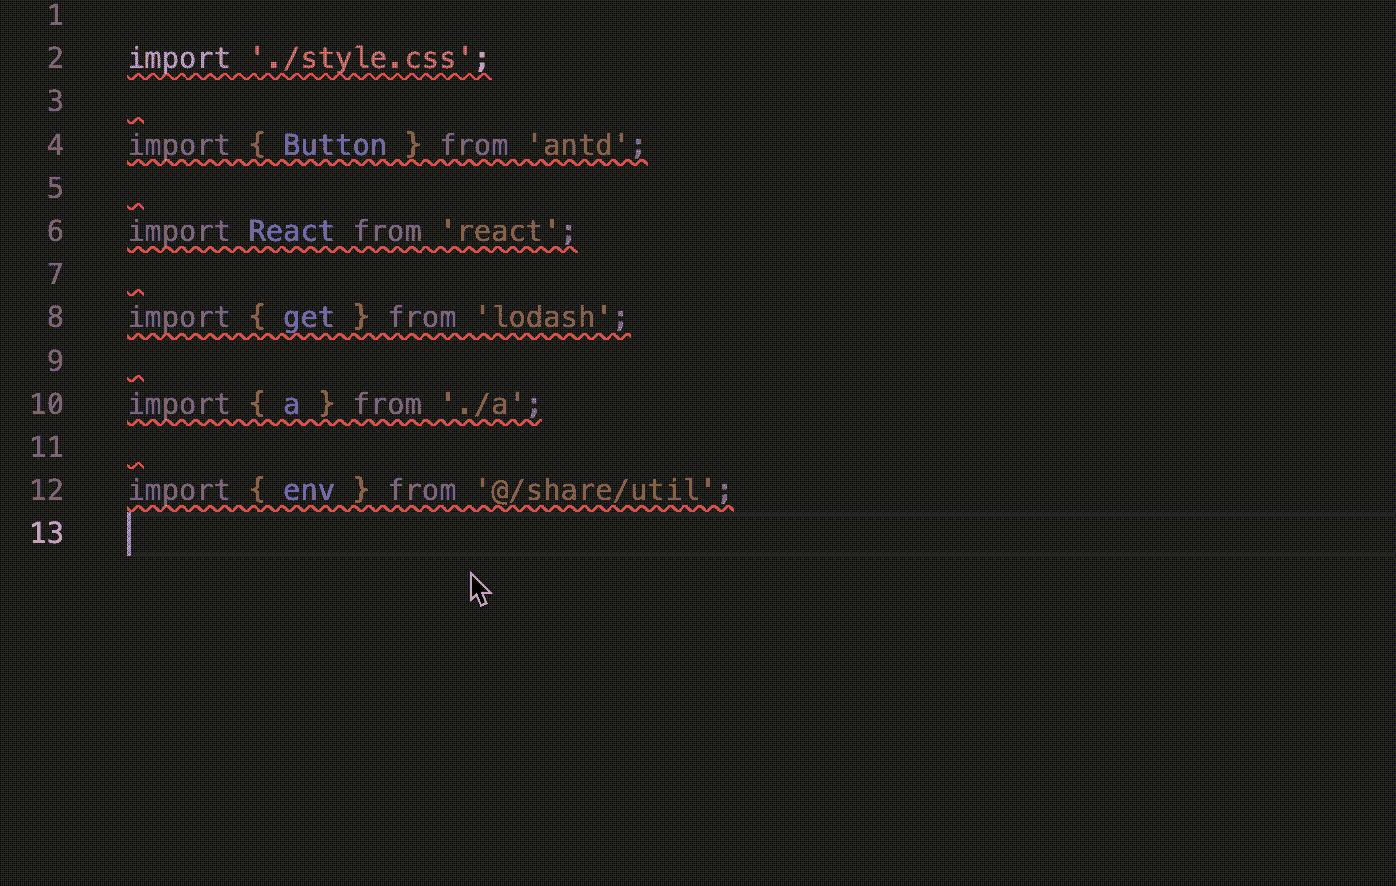 1
2 import './style.css';
3
4 import { Button } from 'antd';
5
6 import React from 'react';
7
8 import { get } from 'lodash';
9
10 import { a } from './a';
11
12 import { env } from '@/share/util';
13